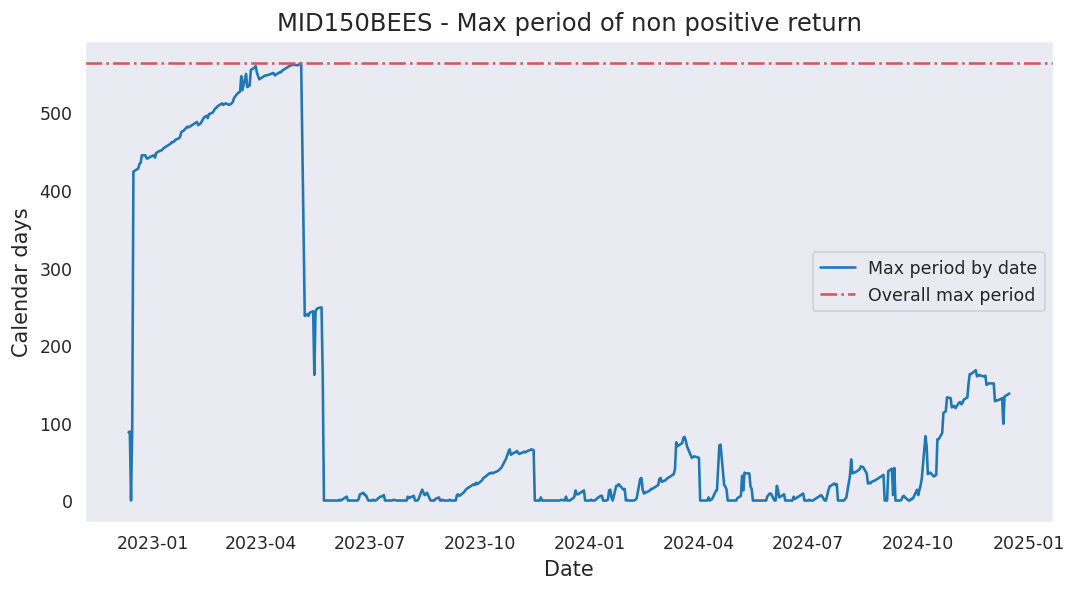 MID150BEES - Max period of non positive return
Calendar days
500
400
300
200
100
0
Max period by date
Overall max period
2023-01 2023-04 2023-07 2023-10 2024-01 2024-04 2024-07 2024-10 2025-01
Date